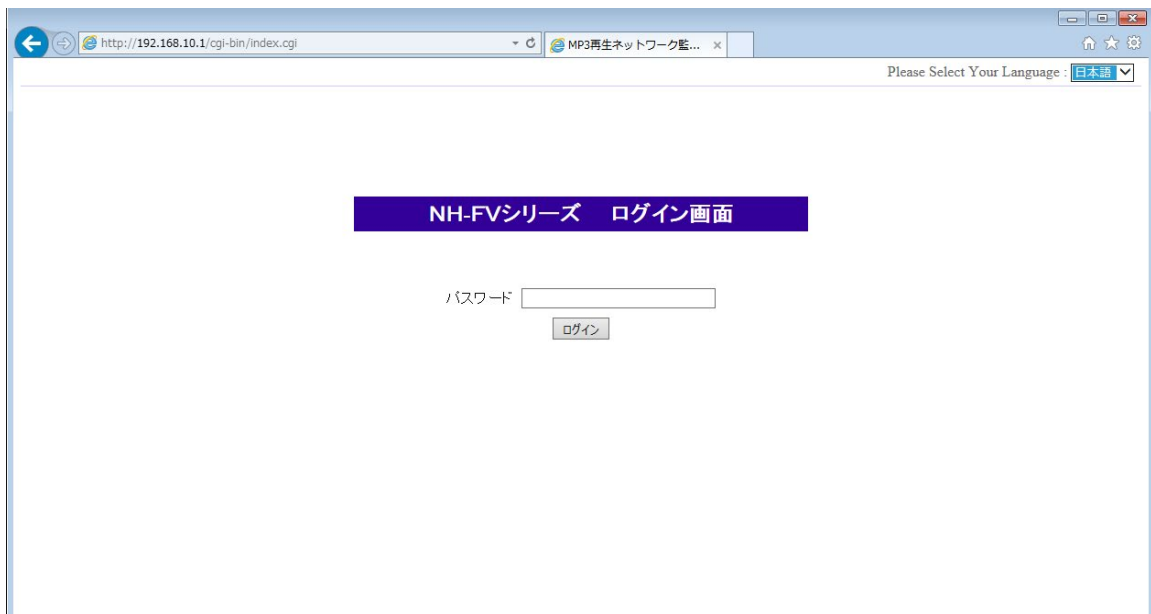 http://192.168.10.1/cgi-bin/index.cgi
MP3再生ネットワーク監...
Please Select Your Language : 日本語
NH-FVシリーズ ログイン画面
パスワード
ログイン